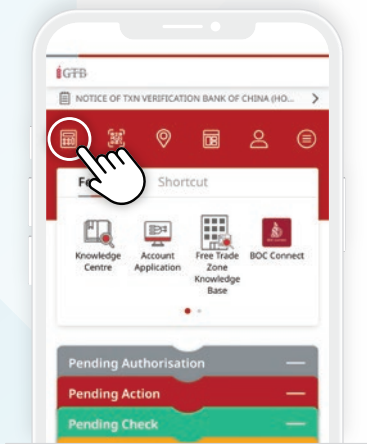 iGTB
NOTICE OF TXN VERIFICATION BANK OF CHINA (HO...
Shortcut
Knowledge
Centre
Account
Application
Free Trade
Zone
Knowledge
Base
BOC Connect
Pending Authorisation
Pending Action
Pending Check